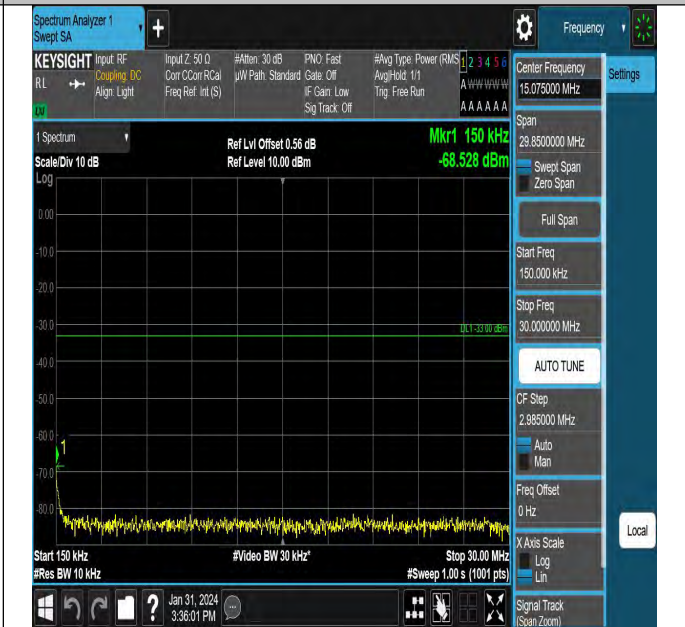 Spectrum Analyzer 1
Swept SA
+
Frequency
KEYSIGHT
RL
Input: RF
Coupling: DC
Align: Light
Input Z: 50 Ω
Corr CCorr RCal
Freq Ref: Int (S)
#Atten: 30 dB
µW Path: Standard
PNO: Fast
Gate: Off
IF Gain: Low
Sig Track: Off
#Avg Type: Power (RMS
Avg|Hold: 1/1
Trig: Free Run
1 2 3 4 5 6
A W W W W W
A A A A A A
1 Spectrum
Scale/Div 10 dB
Log
Ref Lvl Offset 0.56 dB
Ref Level 10.00 dBm
Mkr1 150 kHz
-68.528 dBm
0.00
-10.0
-20.0
-30.0
-40.0
-50.0
-60.0
-70.0
-80.0
DL1 -33.00 dBm
1
Start 150 kHz
#Res BW 10 kHz
#Video BW 30 kHz*
Stop 30.00 MHz
#Sweep 1.00 s (1001 pts)
?
Jan 31, 2024
3:36:01 PM
Center Frequency
15.075000 MHz
Settings
Span
29.8500000 MHz
Swept Span
Zero Span
Full Span
Start Freq
150.000 kHz
Stop Freq
30.000000 MHz
AUTO TUNE
CF Step
2.985000 MHz
Auto
Man
Freq Offset
0 Hz
X Axis Scale
Log
Lin
Local
Signal Track
(Span Zoom)